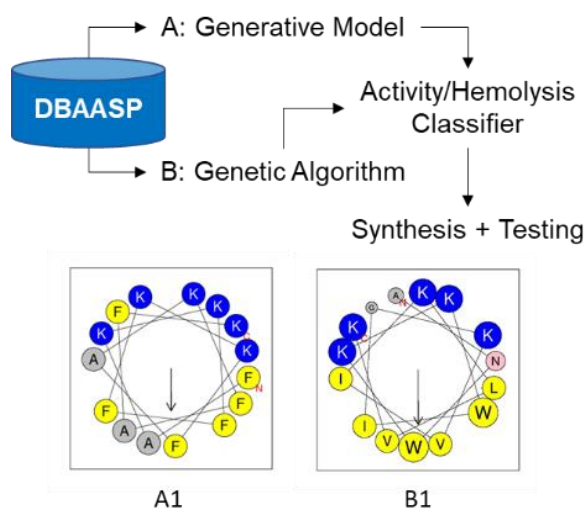 A: Generative Model
DBAASP
Activity/Hemolysis
Classifier
B: Genetic Algorithm
Synthesis + Testing
K K
K
F
K
K
C
K
A
F
N
F
F
F
A
A
F
A1
K
A K
N
G
K
K
C
K
N
I
L
W
I
V
V
W
B1